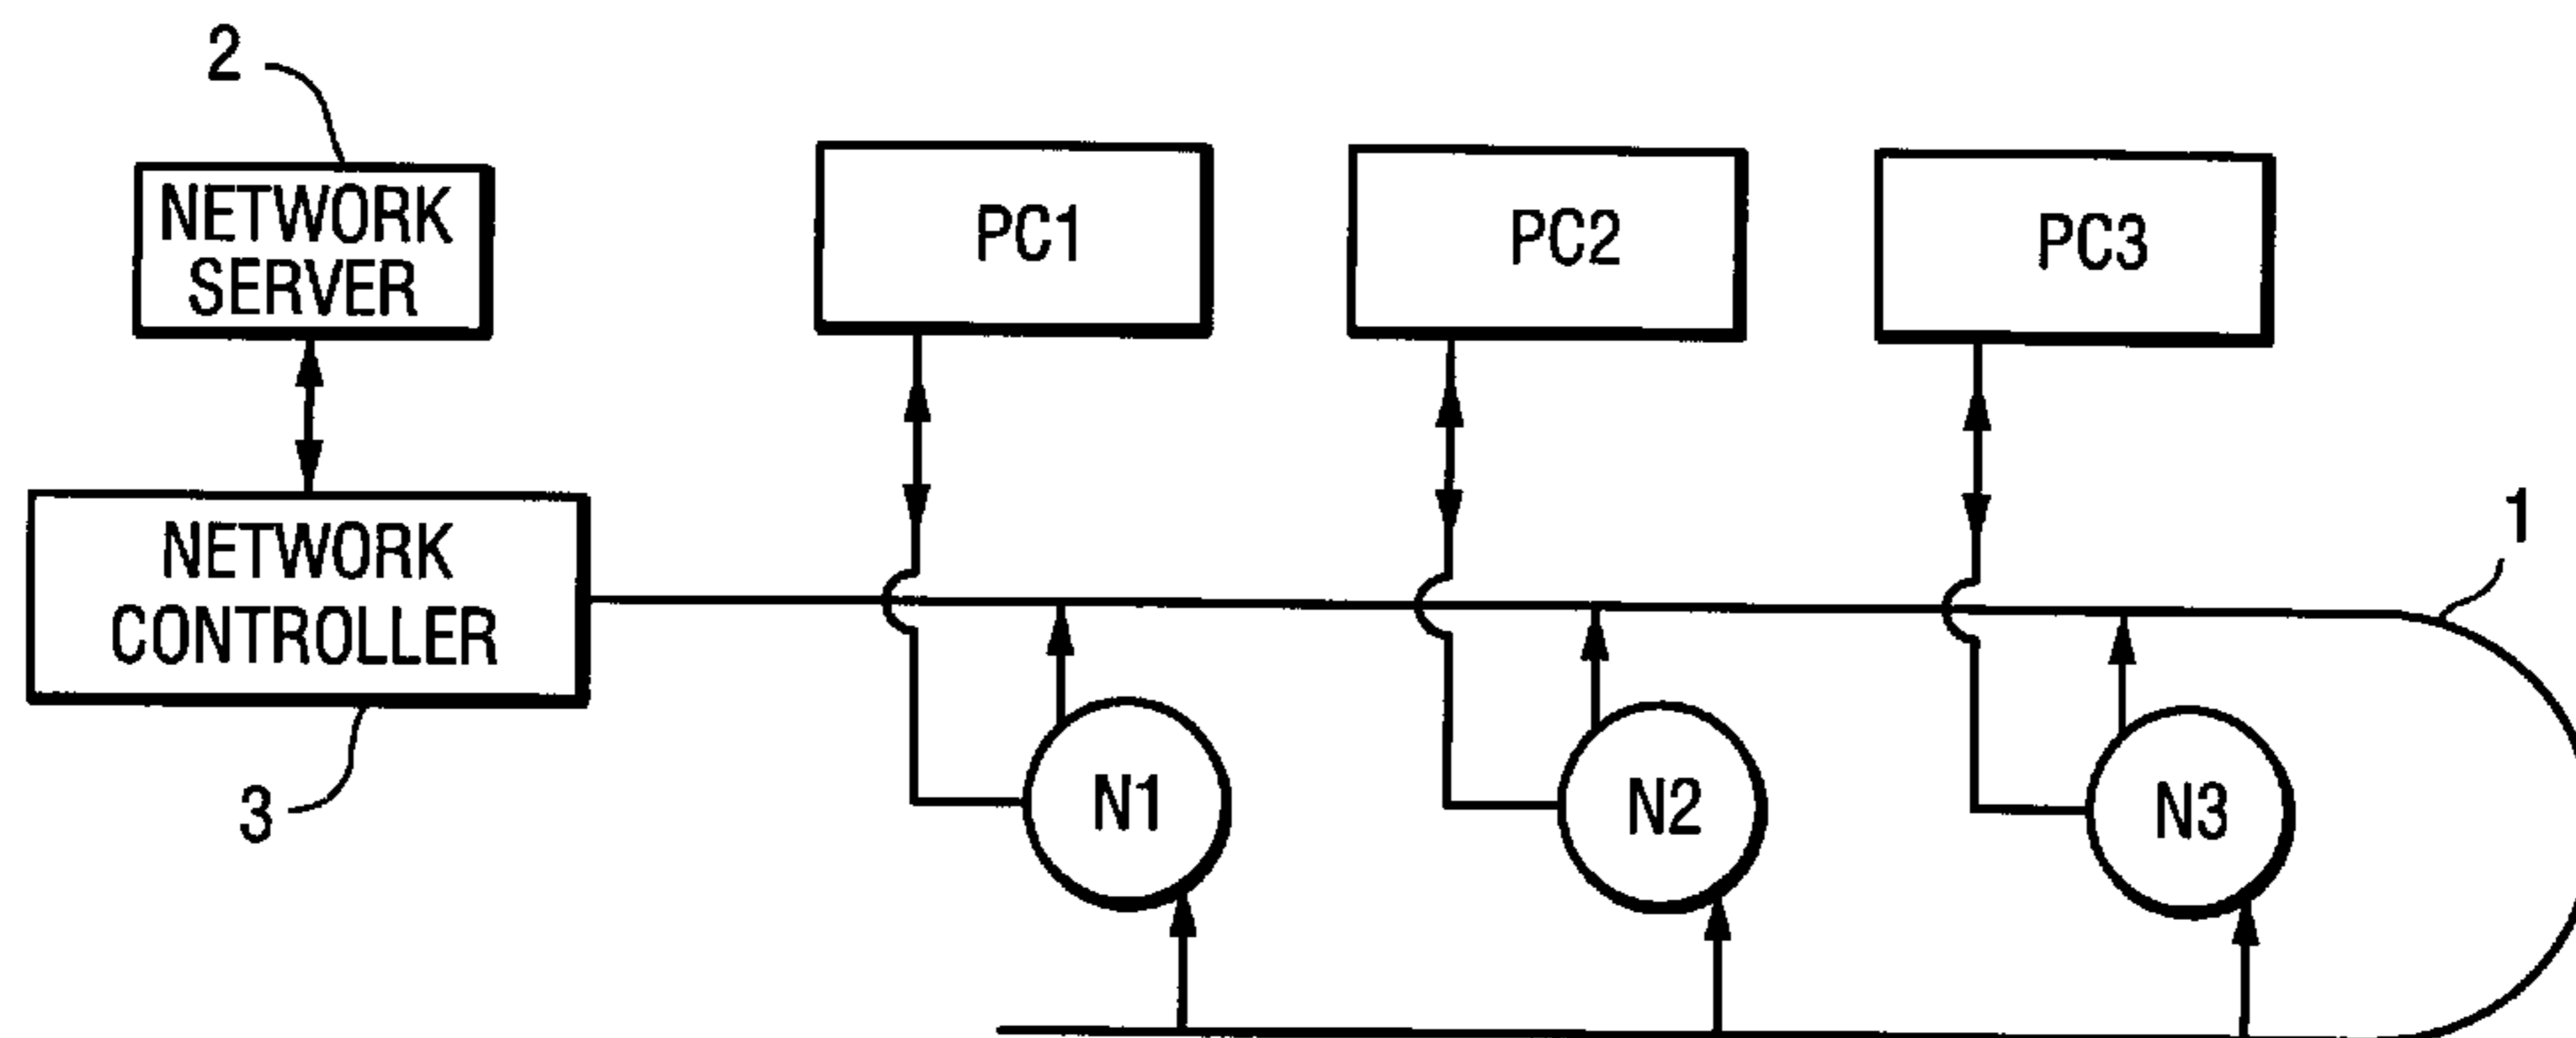 2
NETWORK
SERVER
PC1
PC2
PC3
NETWORK
CONTROLLER
1
3
N1
N2
N3